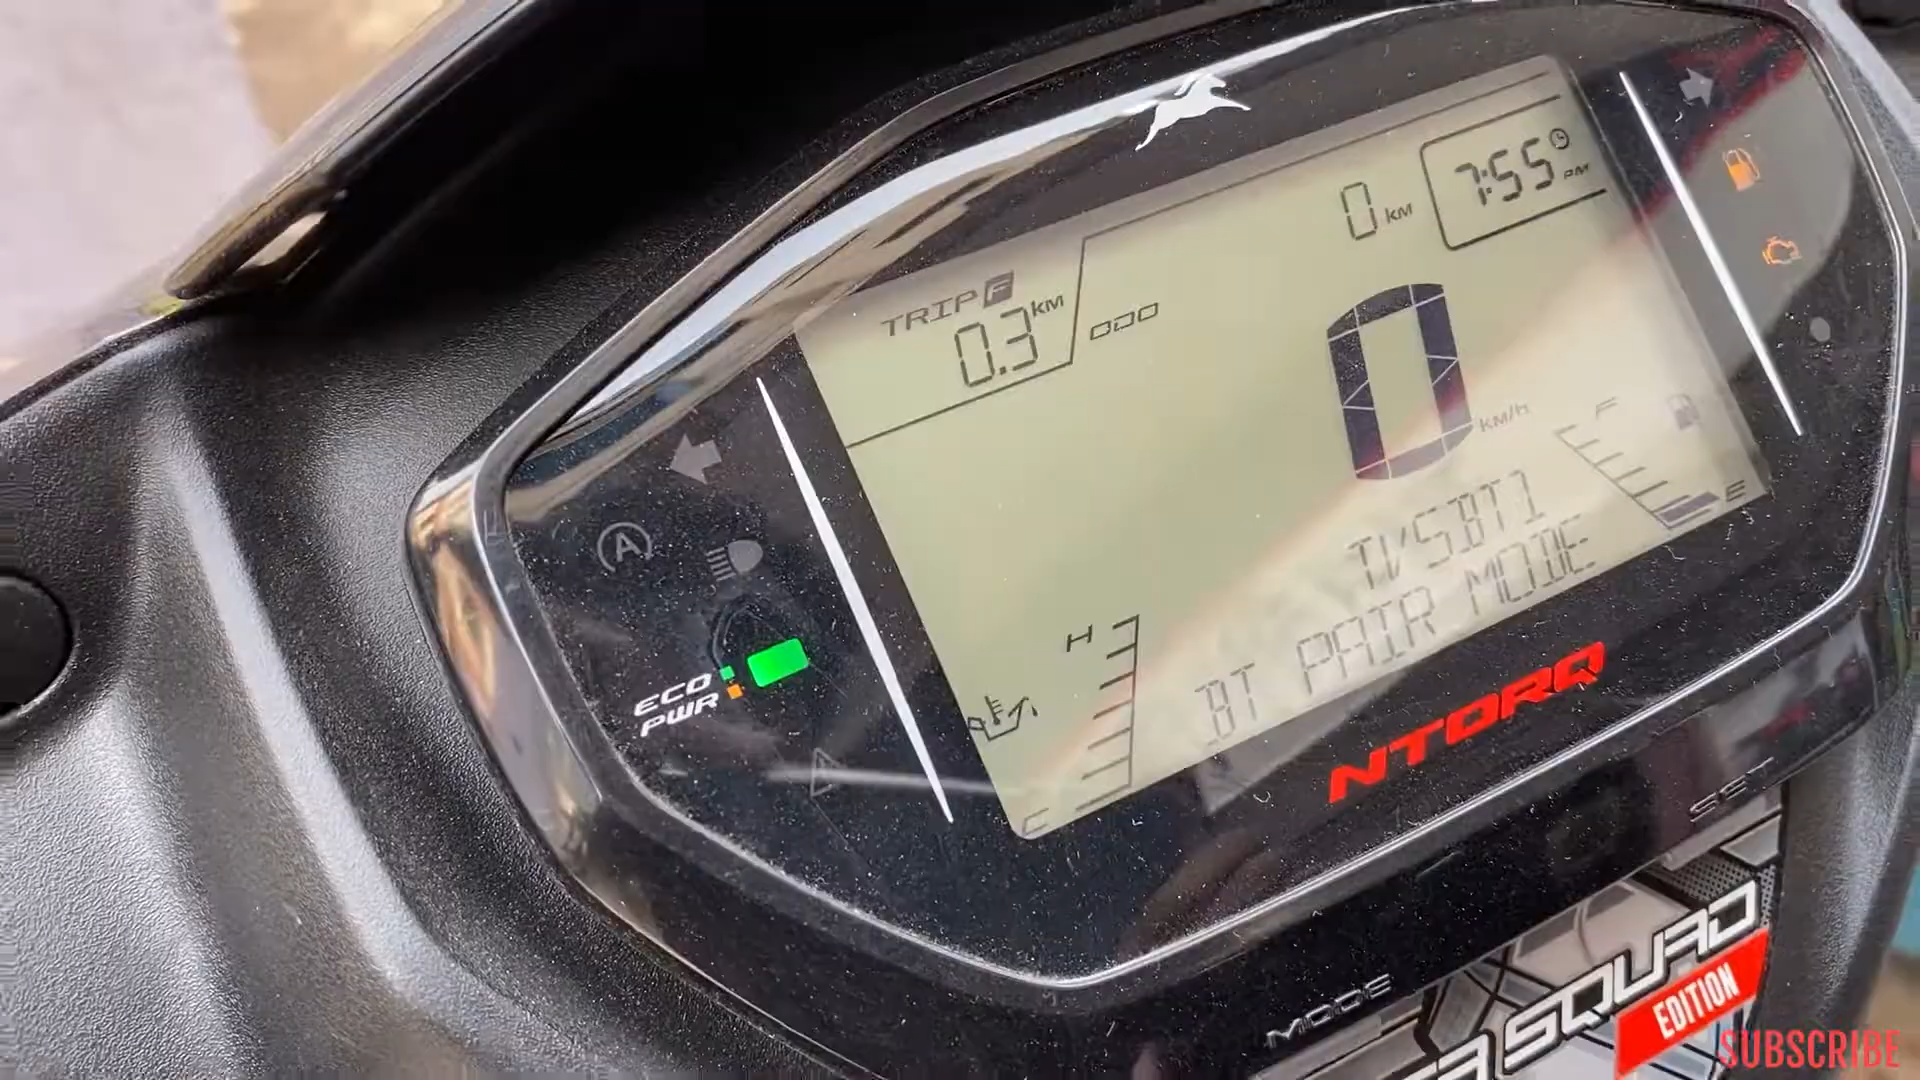 TRIP F
0.3 KM
ODO
0 KM
7:55 PM
0 KM/H
F
E
TVSBT1
BT PAIR MODE
H
C
A
ECO
PWR
NTORQ
SET
MODE
SQUAD
EDITION
SUBSCRIBE